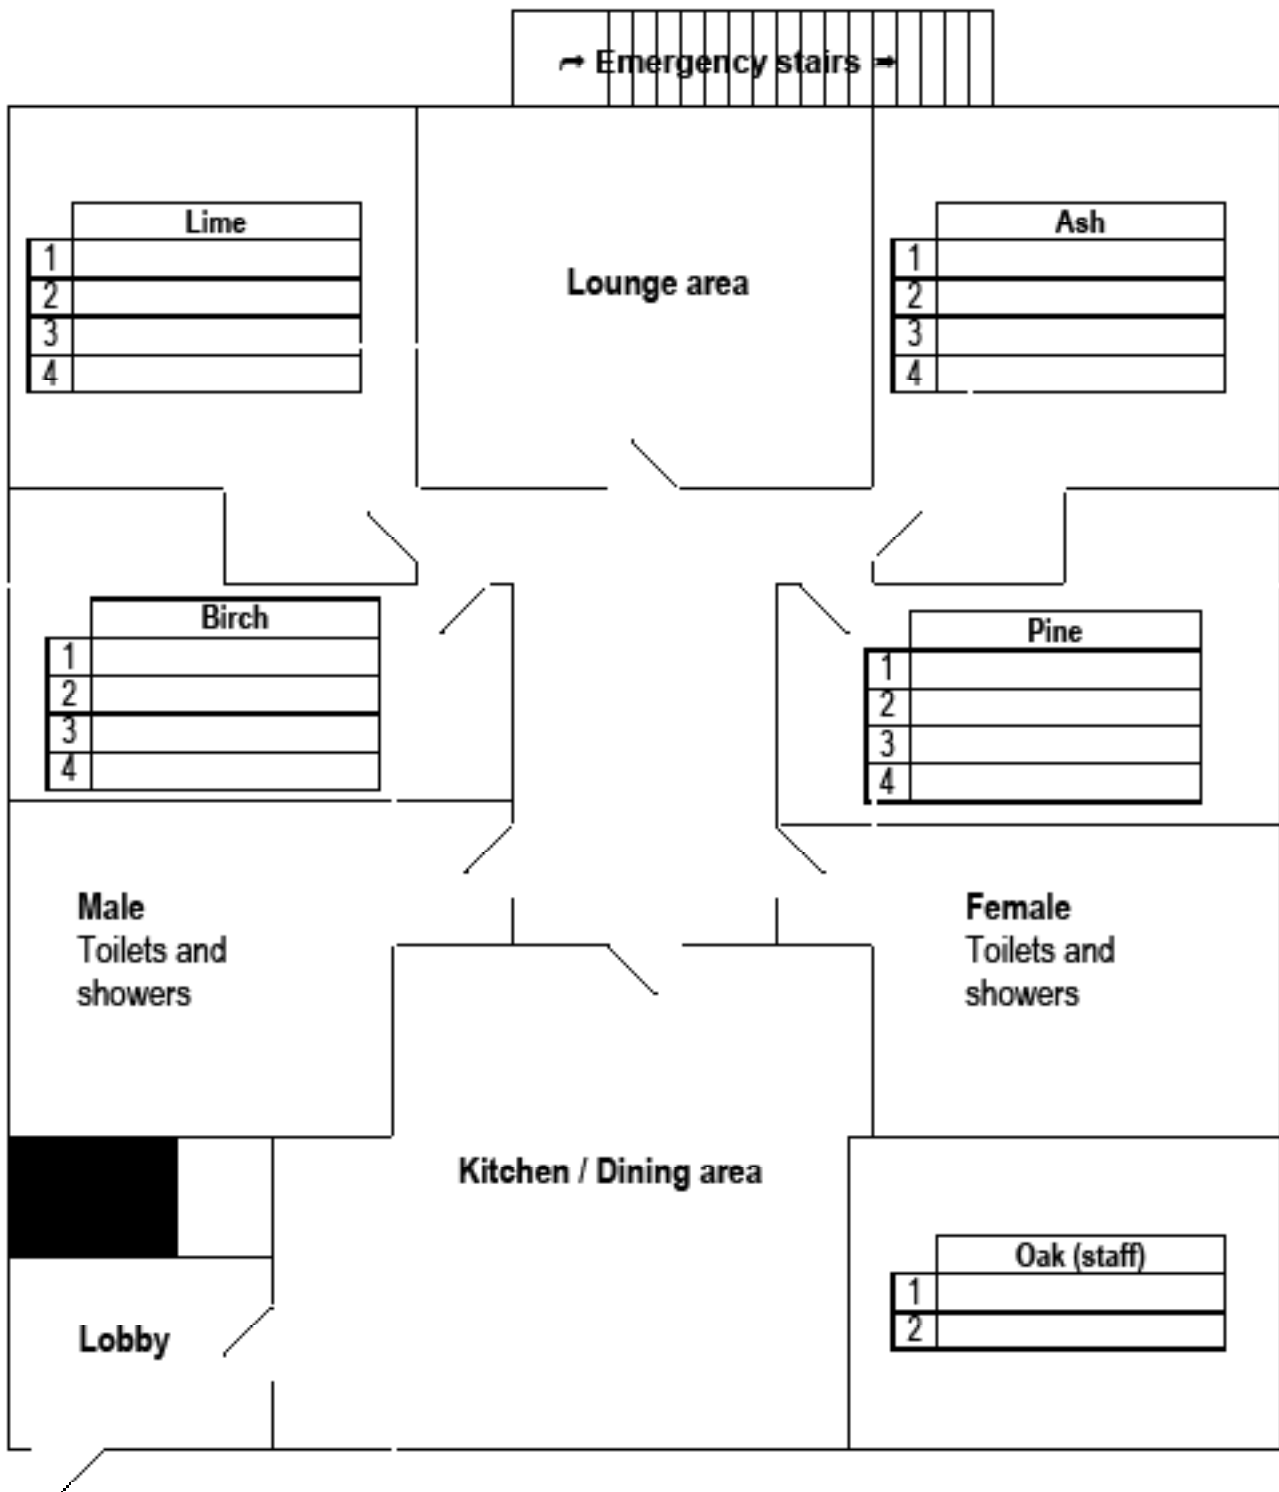 Emergency stairs
Lime
1
2
3
4
Lounge area
Ash
1
2
3
4
Birch
1
2
3
4
Pine
1
2
3
4
Male
Toilets and
showers
Female
Toilets and
showers
Kitchen / Dining area
Oak (staff)
1
2
Lobby